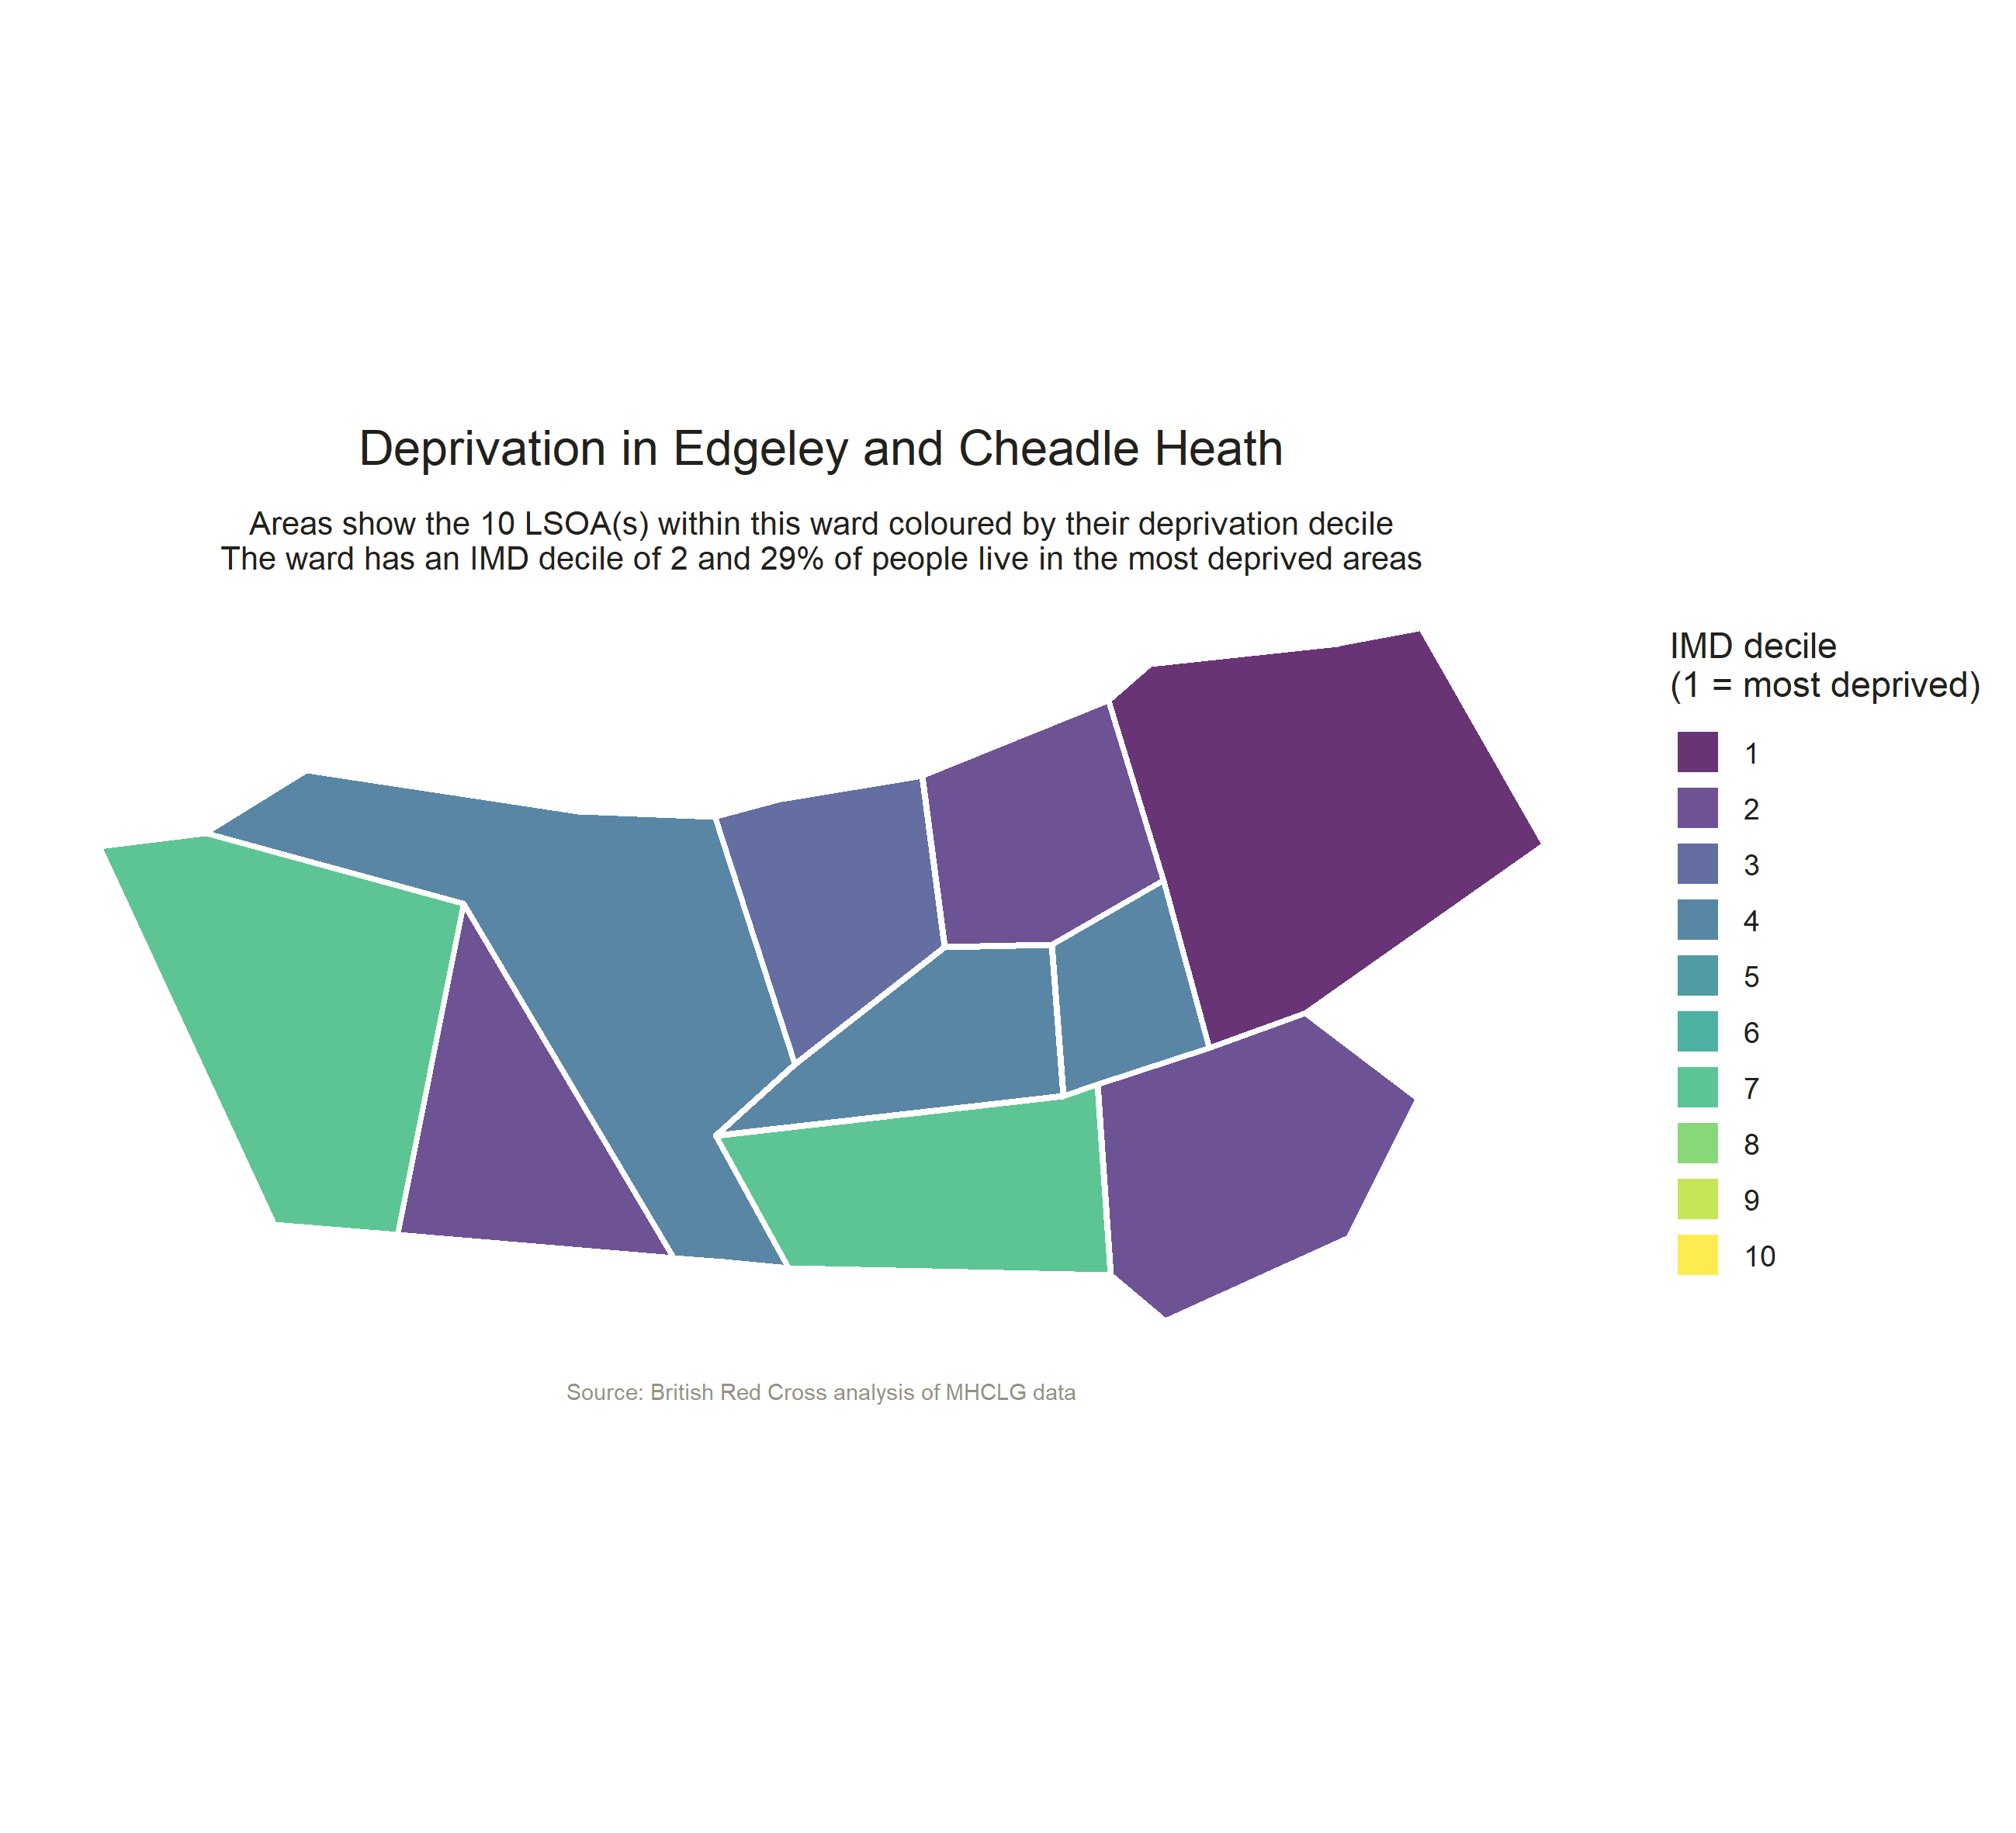 Deprivation in Edgeley and Cheadle Heath
Areas show the 10 LSOA(s) within this ward coloured by their deprivation decile
The ward has an IMD decile of 2 and 29% of people live in the most deprived areas
IMD decile
(1 = most deprived)
1
2
3
4
5
6
7
8
9
10
Source: British Red Cross analysis of MHCLG data